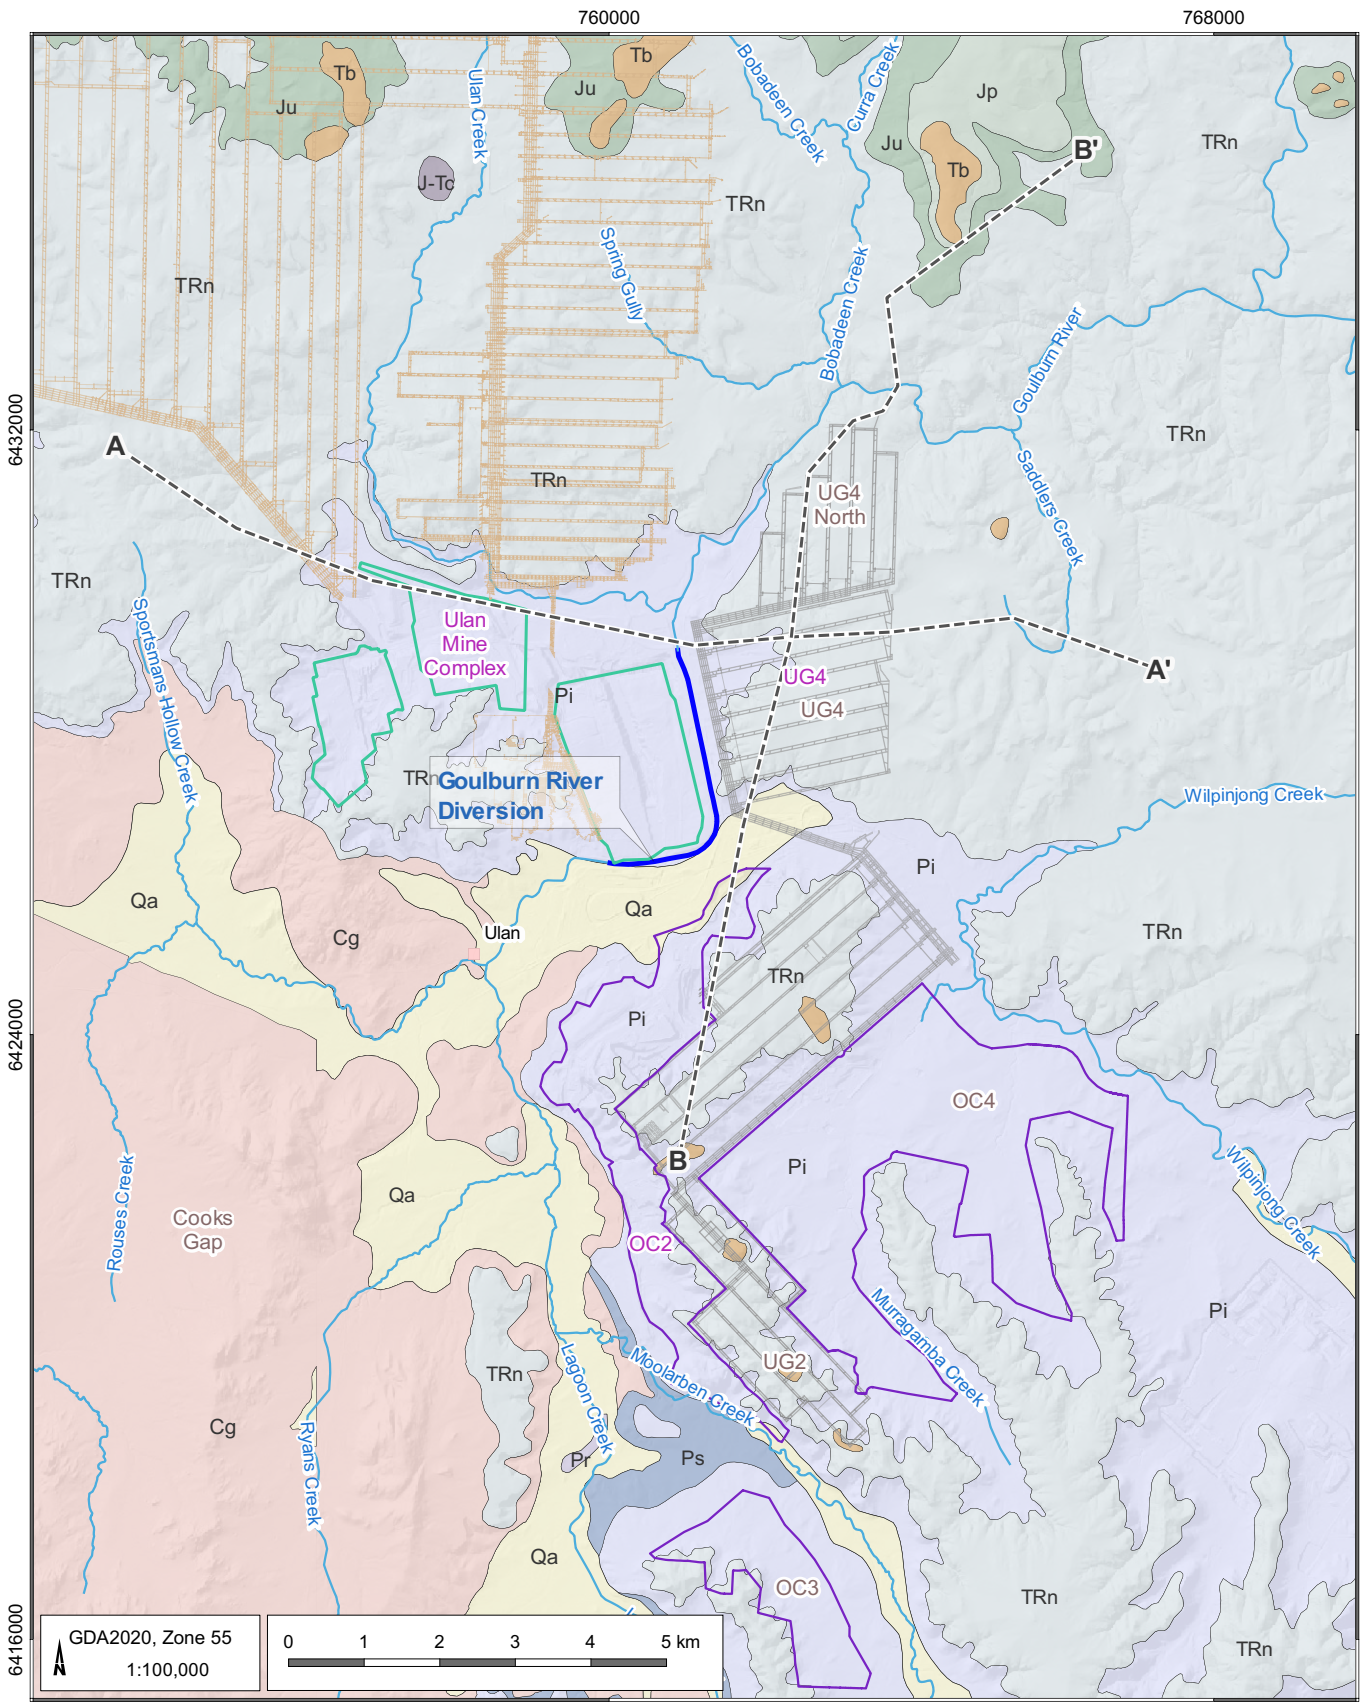 760000
768000
Tb
Tb
Ju
Ju
Jp
Ju
Tb
B'
TRn
Ulan Creek
Bobadeen Creek
Curra Creek
J-Tc
TRn
TRn
Spring Gully
Bobadeen Creek
Goulburn River
6432000
A
TRn
TRn
Saddlers Creek
UG4
North
TRn
Sportsmans Hollow Creek
Ulan
Mine
Complex
A'
UG4
UG4
Pi
TRn
Goulburn River
Diversion
Wilpinjong Creek
Pi
Qa
Qa
Cg
Ulan
TRn
TRn
Pi
6424000
OC4
B
Pi
Rouses Creek
Qa
Cooks
Gap
OC2
Wilpinjong Creek
Murragamba Creek
Pi
Lagoon Creek
Moolarben Creek
UG2
TRn
Cg
Ryans Creek
Pr
Ps
Qa
OC3
TRn
TRn
6416000
GDA2020, Zone 55
N
1:100,000
0 1 2 3 4 5 km